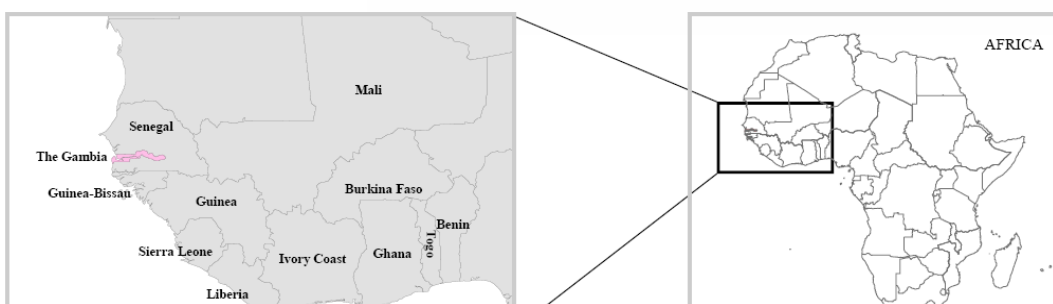 AFRICA
Mali
Senegal
The Gambia
Burkina Faso
Guinea-Bissau
Guinea
Benin
Togo
Sierra Leone
Ivory Coast
Ghana
Liberia